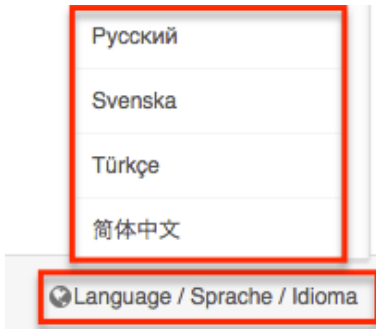 Русский
Svenska
Türkçe
简体中文
Language / Sprache / Idioma